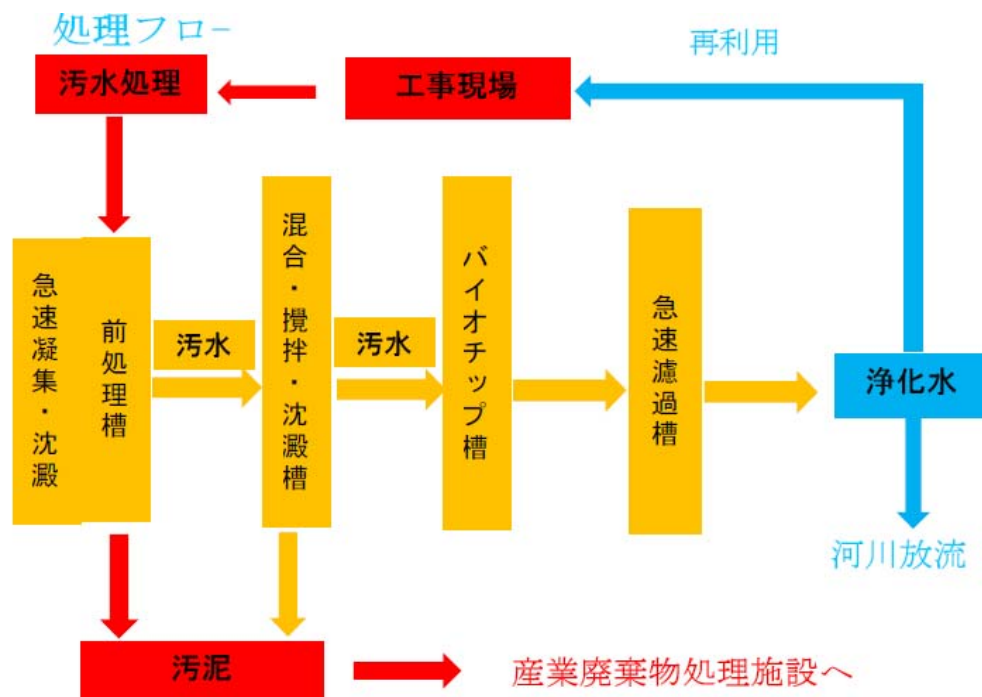 処理フロー
再利用
汚水処理
工事現場
急速凝集・沈澱
前処理槽
汚水
混合・攪拌・沈澱槽
汚水
バイオチップ槽
急速濾過槽
浄化水
河川放流
汚泥
産業廃棄物処理施設へ